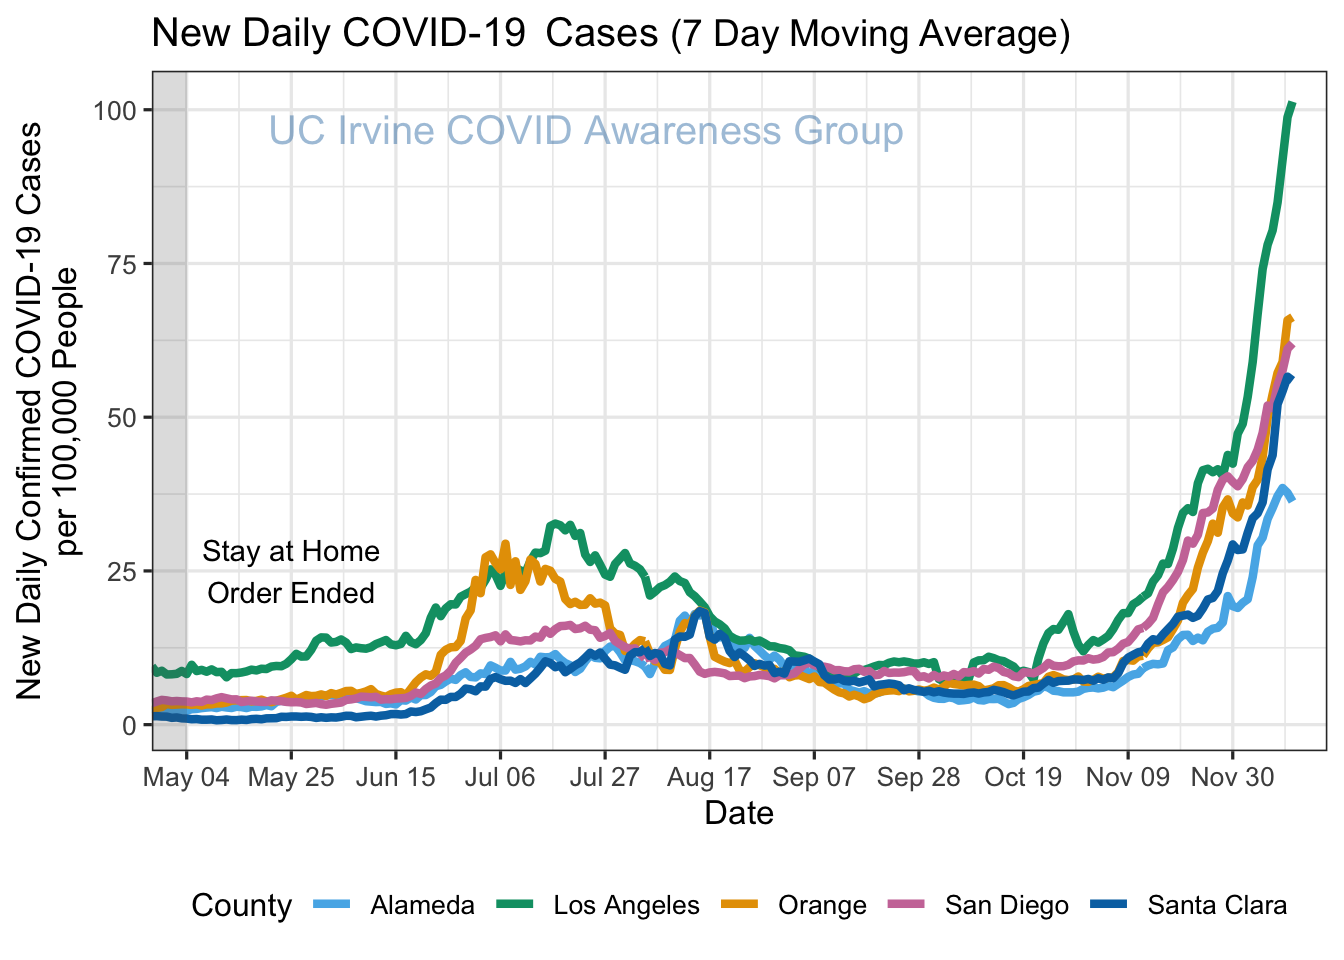 New Daily COVID-19 Cases (7 Day Moving Average)
UC Irvine COVID Awareness Group
New Daily Confirmed COVID-19 Cases
per 100,000 People
100
75
50
25
0
Stay at Home
Order Ended
May 04 May 25 Jun 15 Jul 06 Jul 27 Aug 17 Sep 07 Sep 28 Oct 19 Nov 09 Nov 30
Date
County Alameda Los Angeles Orange San Diego Santa Clara